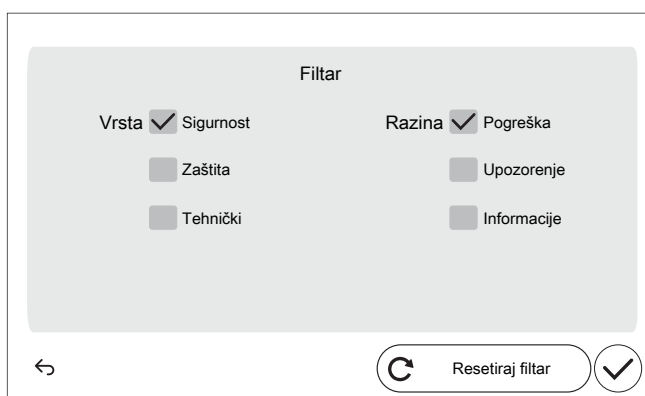 Filtar
Vrsta Sigurnost Razina Pogreška
Zaštita Upozorenje
Tehnički Informacije
Resetiraj filtar